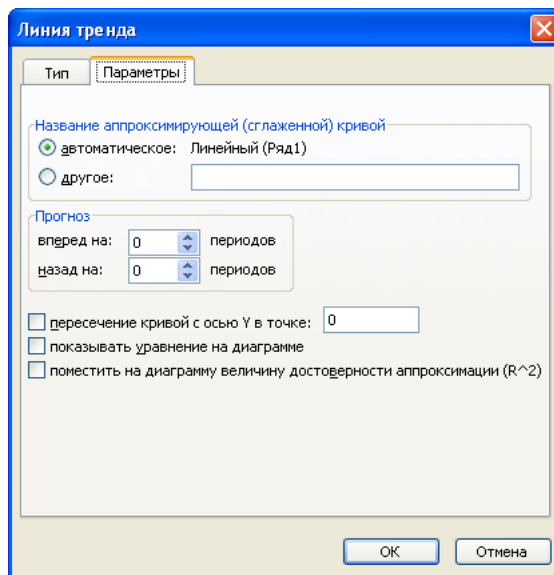 Линия тренда
Тип Параметры
Название аппроксимирующей (сглаженной) кривой
автоматическое: Линейный (Ряд1)
другое:
Прогноз
вперед на: 0 периодов
назад на: 0 периодов
пересечение кривой с осью Y в точке: 0
показывать уравнение на диаграмме
поместить на диаграмму величину достоверности аппроксимации (R^2)
ОК Отмена